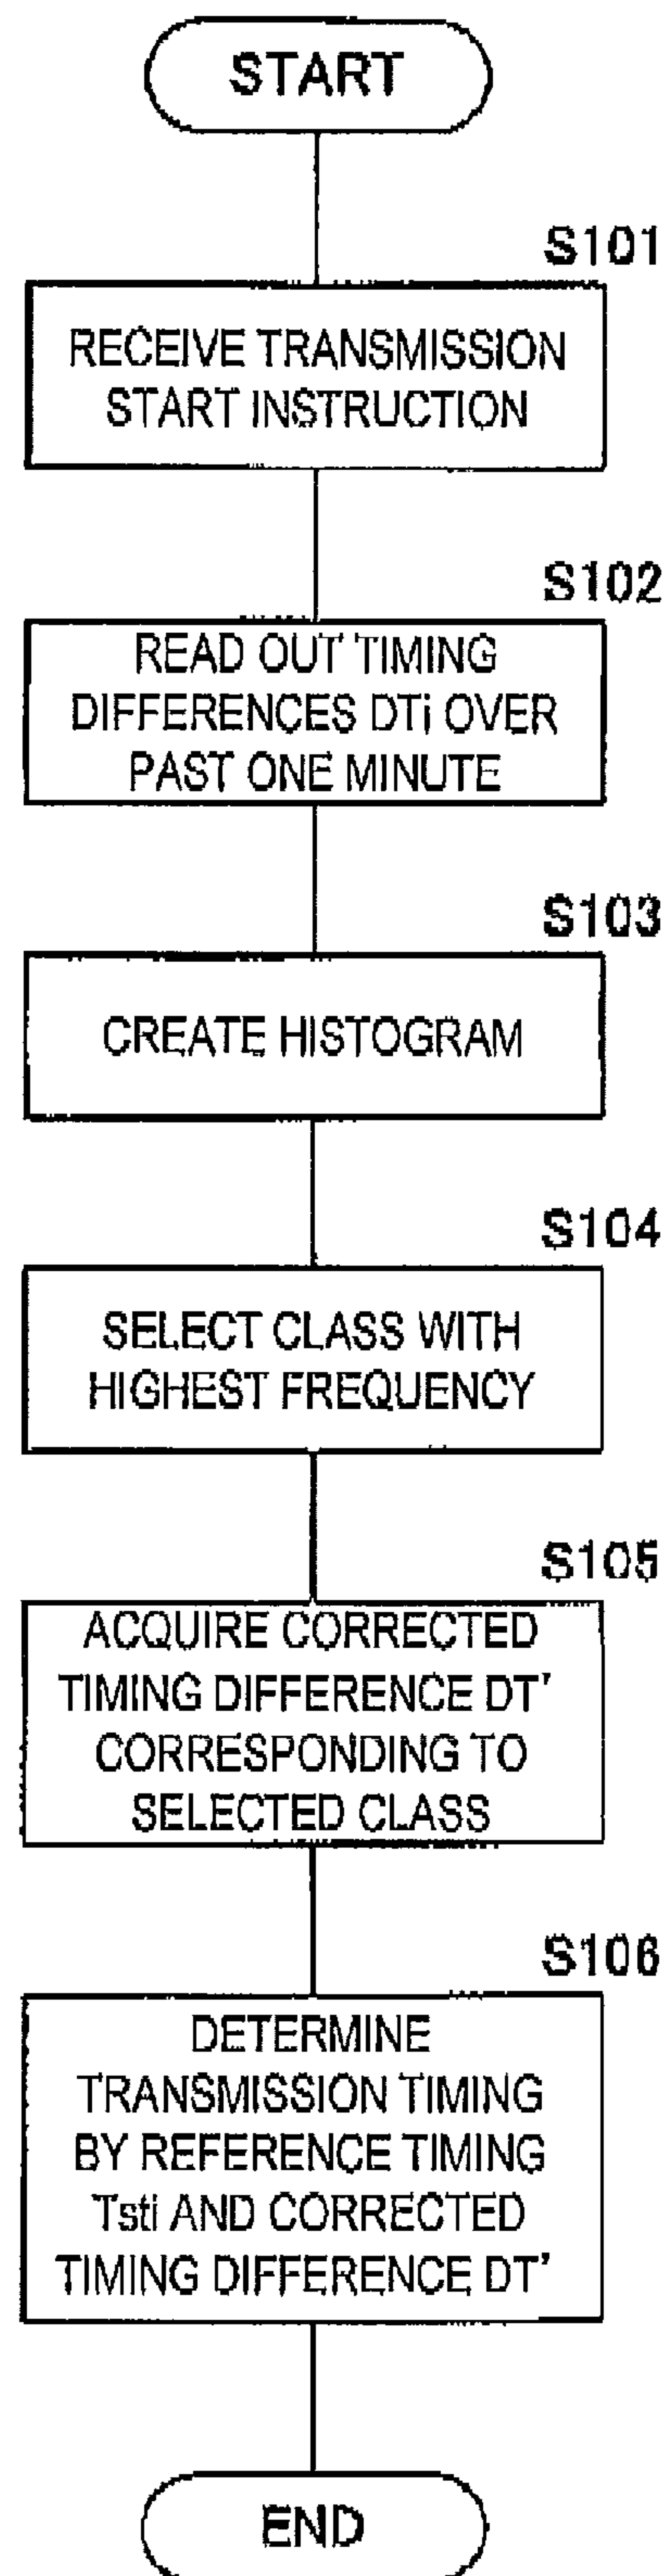 START
S101
RECEIVE TRANSMISSION
START INSTRUCTION
S102
READ OUT TIMING
DIFFERENCES DTi OVER
PAST ONE MINUTE
S103
CREATE HISTOGRAM
S104
SELECT CLASS WITH
HIGHEST FREQUENCY
S105
ACQUIRE CORRECTED
TIMING DIFFERENCE DT'
CORRESPONDING TO
SELECTED CLASS
S106
DETERMINE
TRANSMISSION TIMING
BY REFERENCE TIMING
Tsti AND CORRECTED
TIMING DIFFERENCE DT'
END